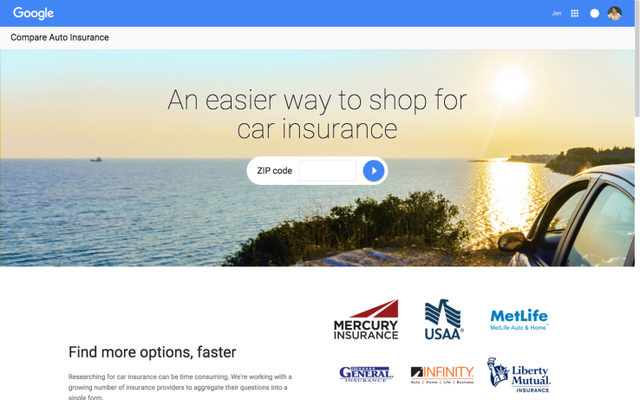 Google
Jon
Compare Auto Insurance
An easier way to shop for
car insurance
ZIP code
Find more options, faster
Researching for car insurance can be time consuming. We're working with a
growing number of insurance providers to aggregate their questions into a
single form.
MERCURY
INSURANCE
USAA®
MetLife
MetLife Auto & Home®
GENERAL
INSURANCE
INFINITY
Auto | Home | Life | Business
Liberty
Mutual.
INSURANCE